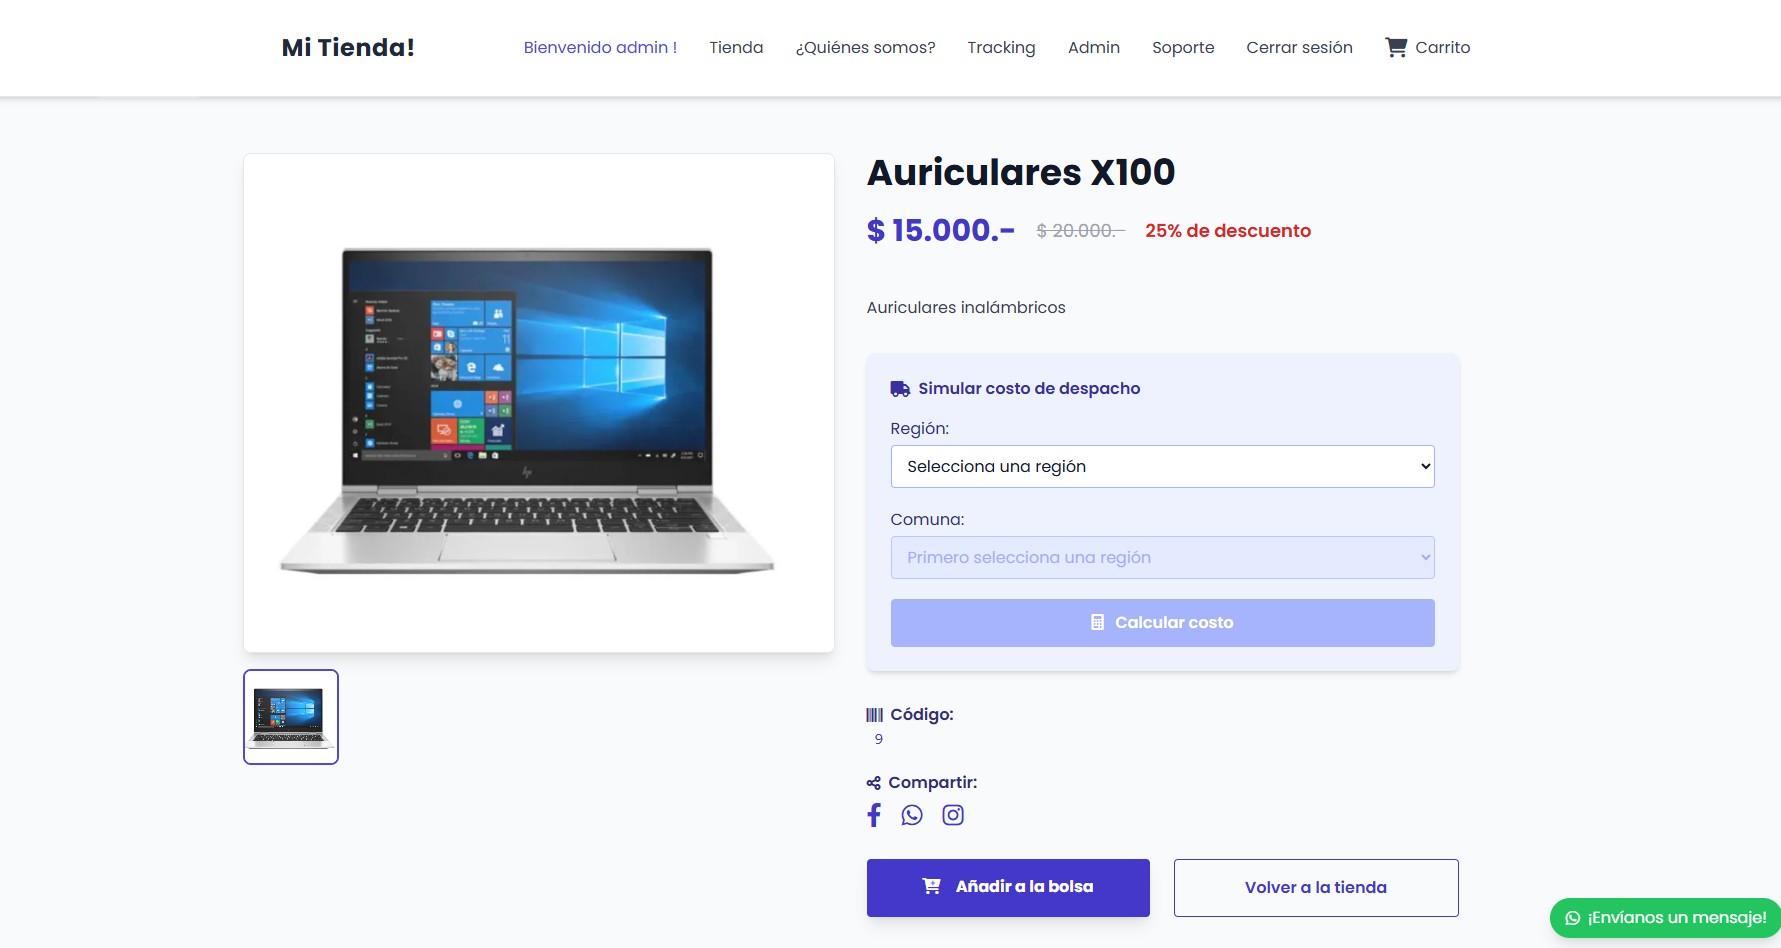 Mi Tienda!
Bienvenido admin !
Tienda
¿Quiénes somos?
Tracking
Admin
Soporte
Cerrar sesión
Carrito
Auriculares X100
$ 15.000.- $ 20.000.- 25% de descuento
Auriculares inalámbricos
Simular costo de despacho
Región:
Selecciona una región
Comuna:
Primero selecciona una región
Calcular costo
Código:
9
Compartir:
Añadir a la bolsa
Volver a la tienda
¡Envíanos un mensaje!